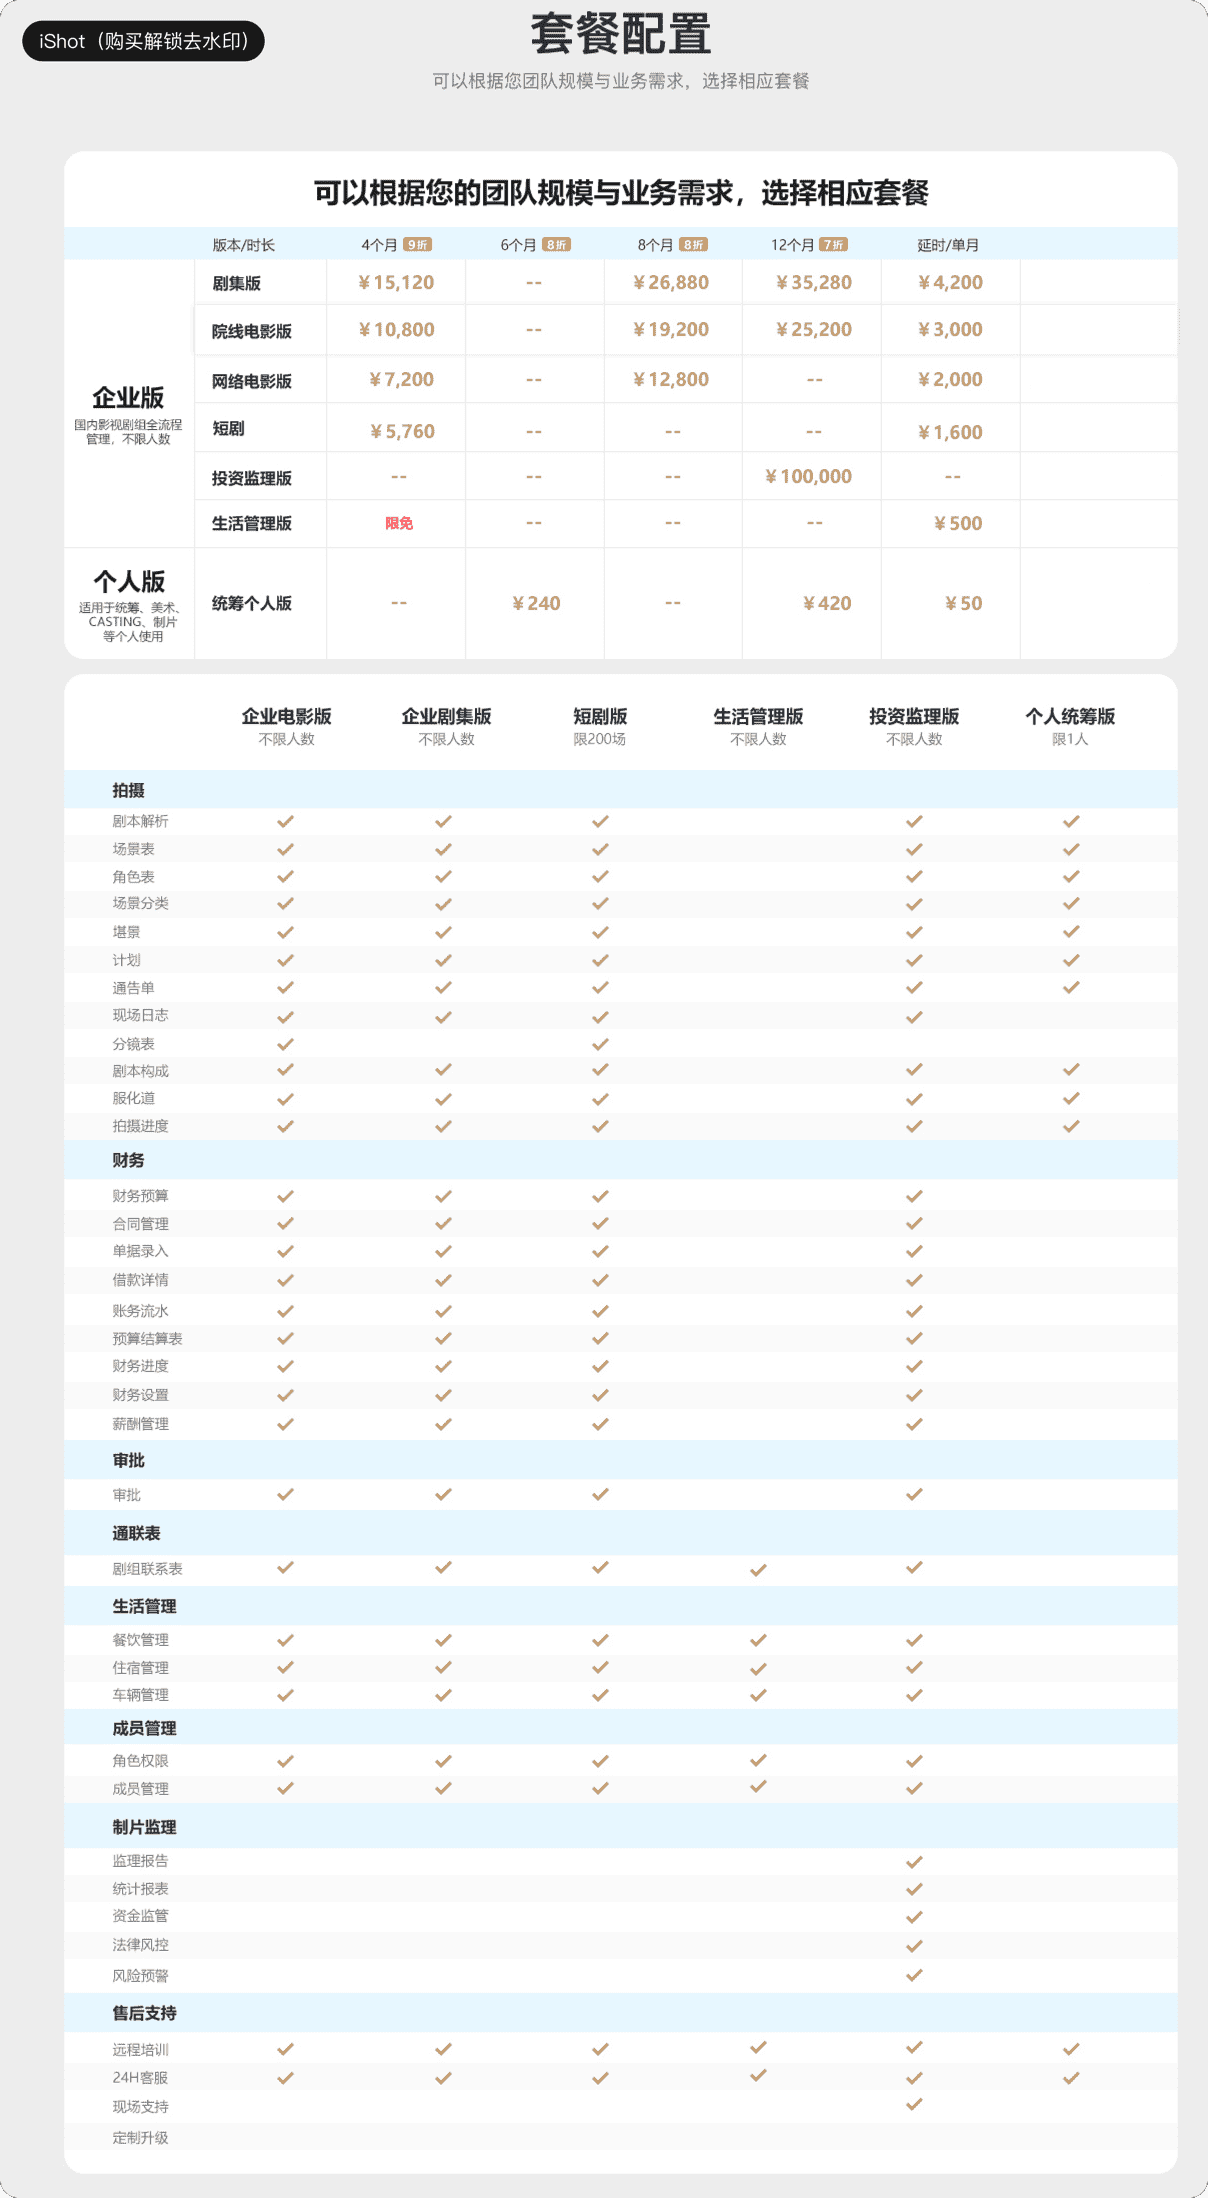 iShot（购买解锁去水印）
套餐配置
可以根据您团队规模与业务需求，选择相应套餐
可以根据您的团队规模与业务需求，选择相应套餐
版本/时长 4个月 9折 6个月 8折 8个月 8折 12个月 7折 延时/单月
剧集版 ¥15,120 -- ¥26,880 ¥35,280 ¥4,200
院线电影版 ¥10,800 -- ¥19,200 ¥25,200 ¥3,000
网络电影版 ¥7,200 -- ¥12,800 -- ¥2,000
企业版
国内影视剧组全流程
管理，不限人数
短剧 ¥5,760 -- -- -- ¥1,600
投资监理版 -- -- -- ¥100,000 --
生活管理版 限免 -- -- -- ¥500
个人版
适用于统筹、美术、
CASTING、制片
等个人使用
统筹个人版 -- ¥240 -- ¥420 ¥50
企业电影版 企业剧集版 短剧版 生活管理版 投资监理版 个人统筹版
不限人数 不限人数 限200场 不限人数 不限人数 限1人
拍摄
剧本解析
场景表
角色表
场景分类
堪景
计划
通告单
现场日志
分镜表
剧本构成
服化道
拍摄进度
财务
财务预算
合同管理
单据录入
借款详情
账务流水
预算结算表
财务进度
财务设置
薪酬管理
审批
审批
通联表
剧组联系表
生活管理
餐饮管理
住宿管理
车辆管理
成员管理
角色权限
成员管理
制片监理
监理报告
统计报表
资金监管
法律风控
风险预警
售后支持
远程培训
24H客服
现场支持
定制升级